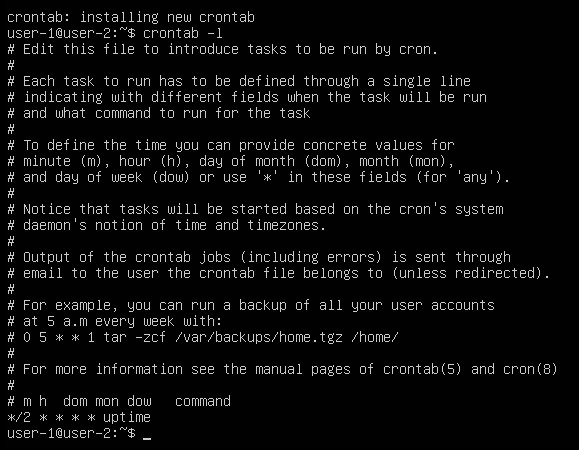 crontab: installing new crontab
user-1@user-2:~$ crontab -l
# Edit this file to introduce tasks to be run by cron.
#
# Each task to run has to be defined through a single line
# indicating with different fields when the task will be run
# and what command to run for the task
#
# To define the time you can provide concrete values for
# minute (m), hour (h), day of month (dom), month (mon),
# and day of week (dow) or use '*' in these fields (for 'any').
#
# Notice that tasks will be started based on the cron's system
# daemon's notion of time and timezones.
#
# Output of the crontab jobs (including errors) is sent through
# email to the user the crontab file belongs to (unless redirected).
#
# For example, you can run a backup of all your user accounts
# at 5 a.m every week with:
# 0 5 * * 1 tar -zcf /var/backups/home.tgz /home/
#
# For more information see the manual pages of crontab(5) and cron(8)
#
# m h  dom mon dow   command
*/2 * * * * uptime
user-1@user-2:~$ _